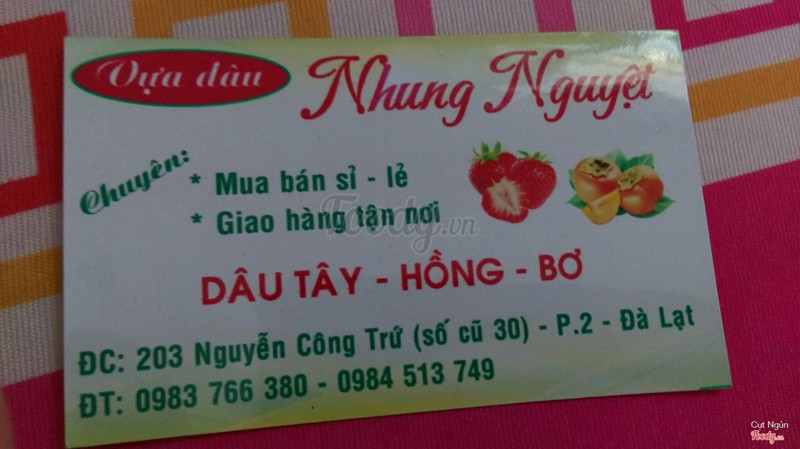 Vựa dâu
Nhung Nguyệt
Chuyên:
* Mua bán sỉ - lẻ
* Giao hàng tận nơi
Foody.vn
DÂU TÂY - HỒNG - BƠ
ĐC: 203 Nguyễn Công Trứ (số cũ 30) - P.2 - Đà Lạt
ĐT: 0983 766 380 - 0984 513 749
Cụt Ngủn
Foody.vn